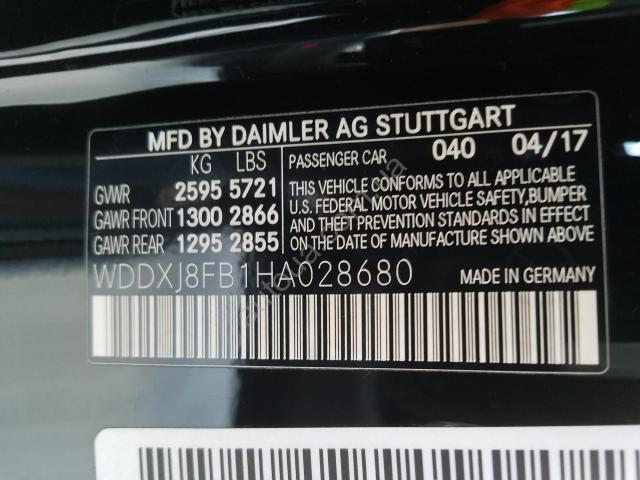 MFD BY DAIMLER AG STUTTGART
KG LBS
GVWR 2595 5721
GAWR FRONT 1300 2866
GAWR REAR 1295 2855
PASSENGER CAR 040 04/17
THIS VEHICLE CONFORMS TO ALL APPLICABLE
U.S. FEDERAL MOTOR VEHICLE SAFETY, BUMPER
AND THEFT PREVENTION STANDARDS IN EFFECT
ON THE DATE OF MANUFACTURE SHOWN ABOVE.
WDDXJ8FB1HA028680
MADE IN GERMANY